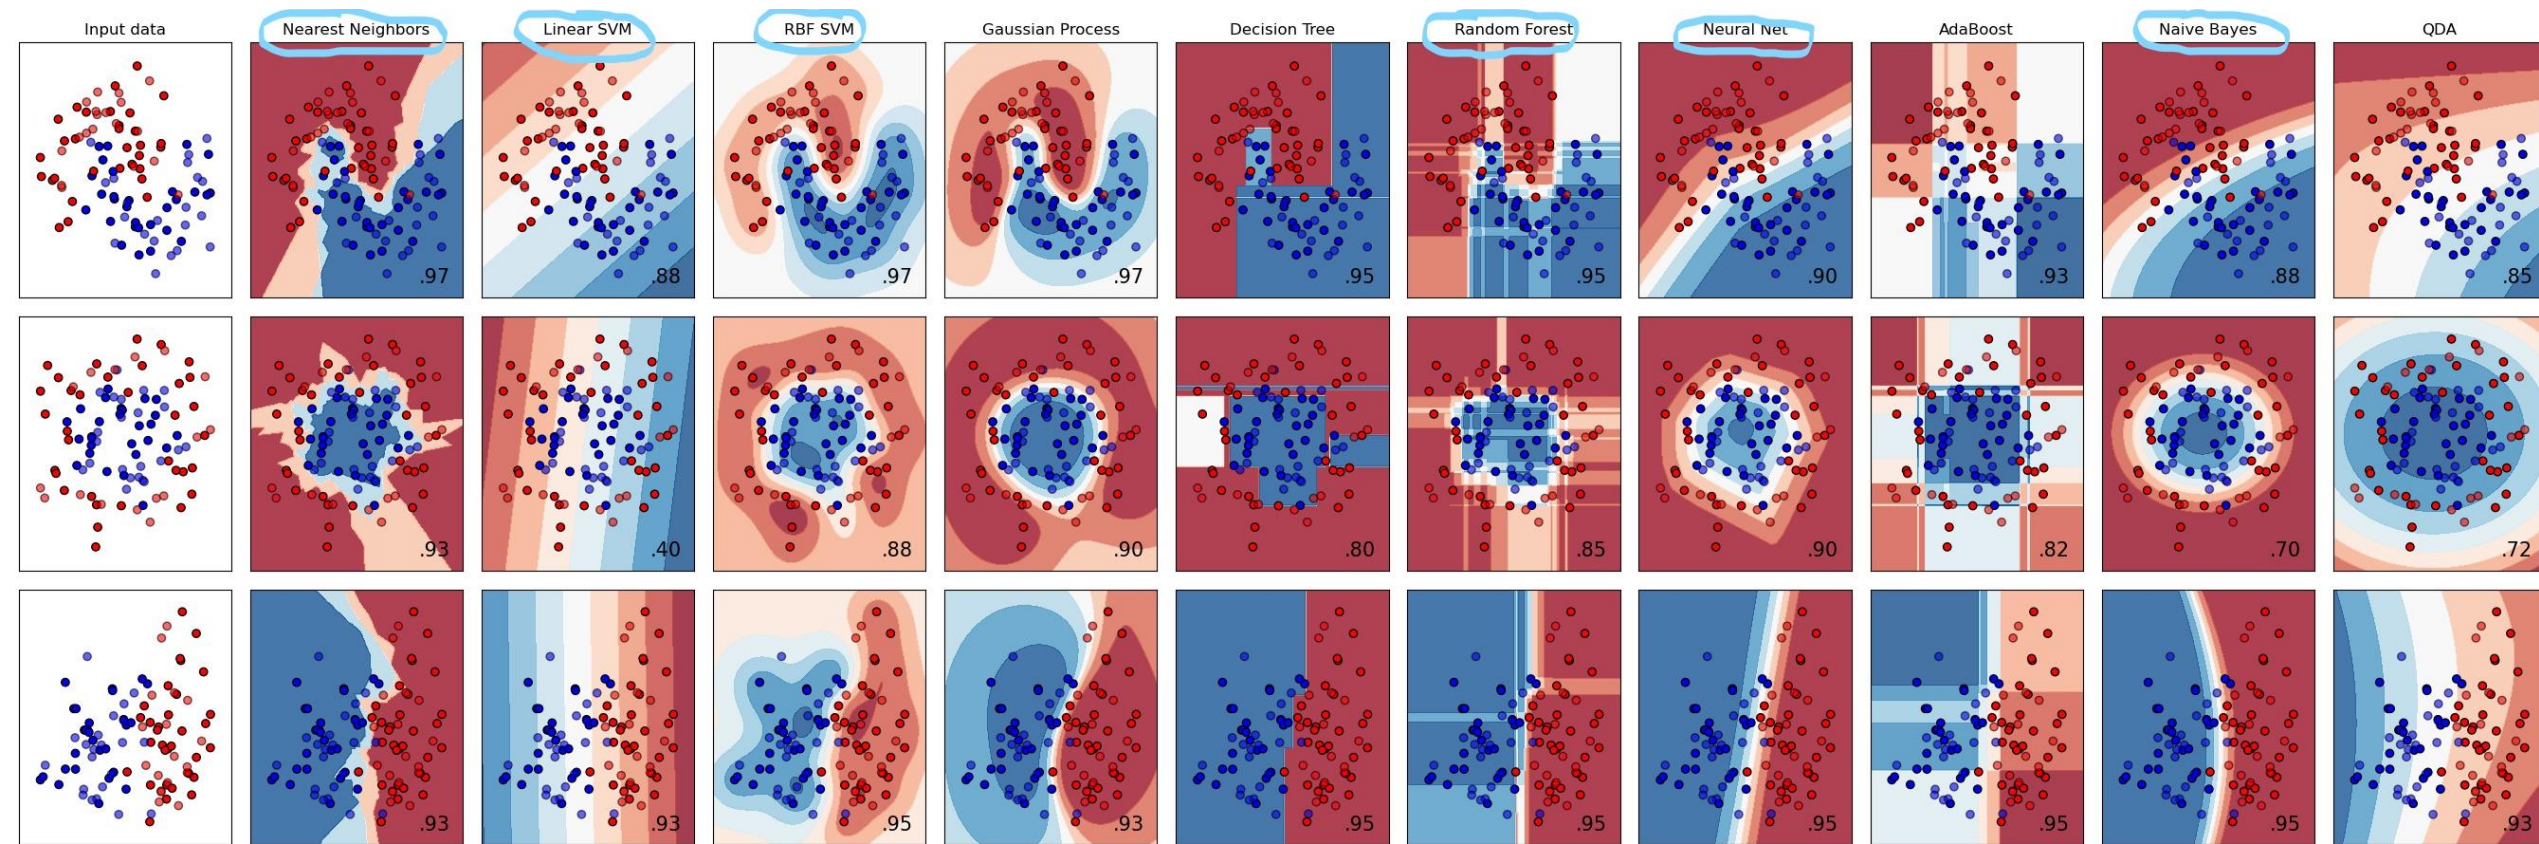 Input data Nearest Neighbors Linear SVM RBF SVM Gaussian Process Decision Tree Random Forest Neural Net AdaBoost Naive Bayes QDA
.97 .88 .97 .97 .95 .95 .90 .93 .88 .85
.93 .40 .88 .90 .80 .85 .90 .82 .70 .72
.93 .93 .95 .93 .95 .95 .95 .95 .95 .93